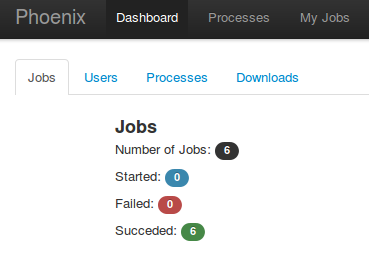 Phoenix Dashboard Processes My Jobs
Jobs Users Processes Downloads
Jobs
Number of Jobs: 6
Started: 0
Failed: 0
Succeded: 6